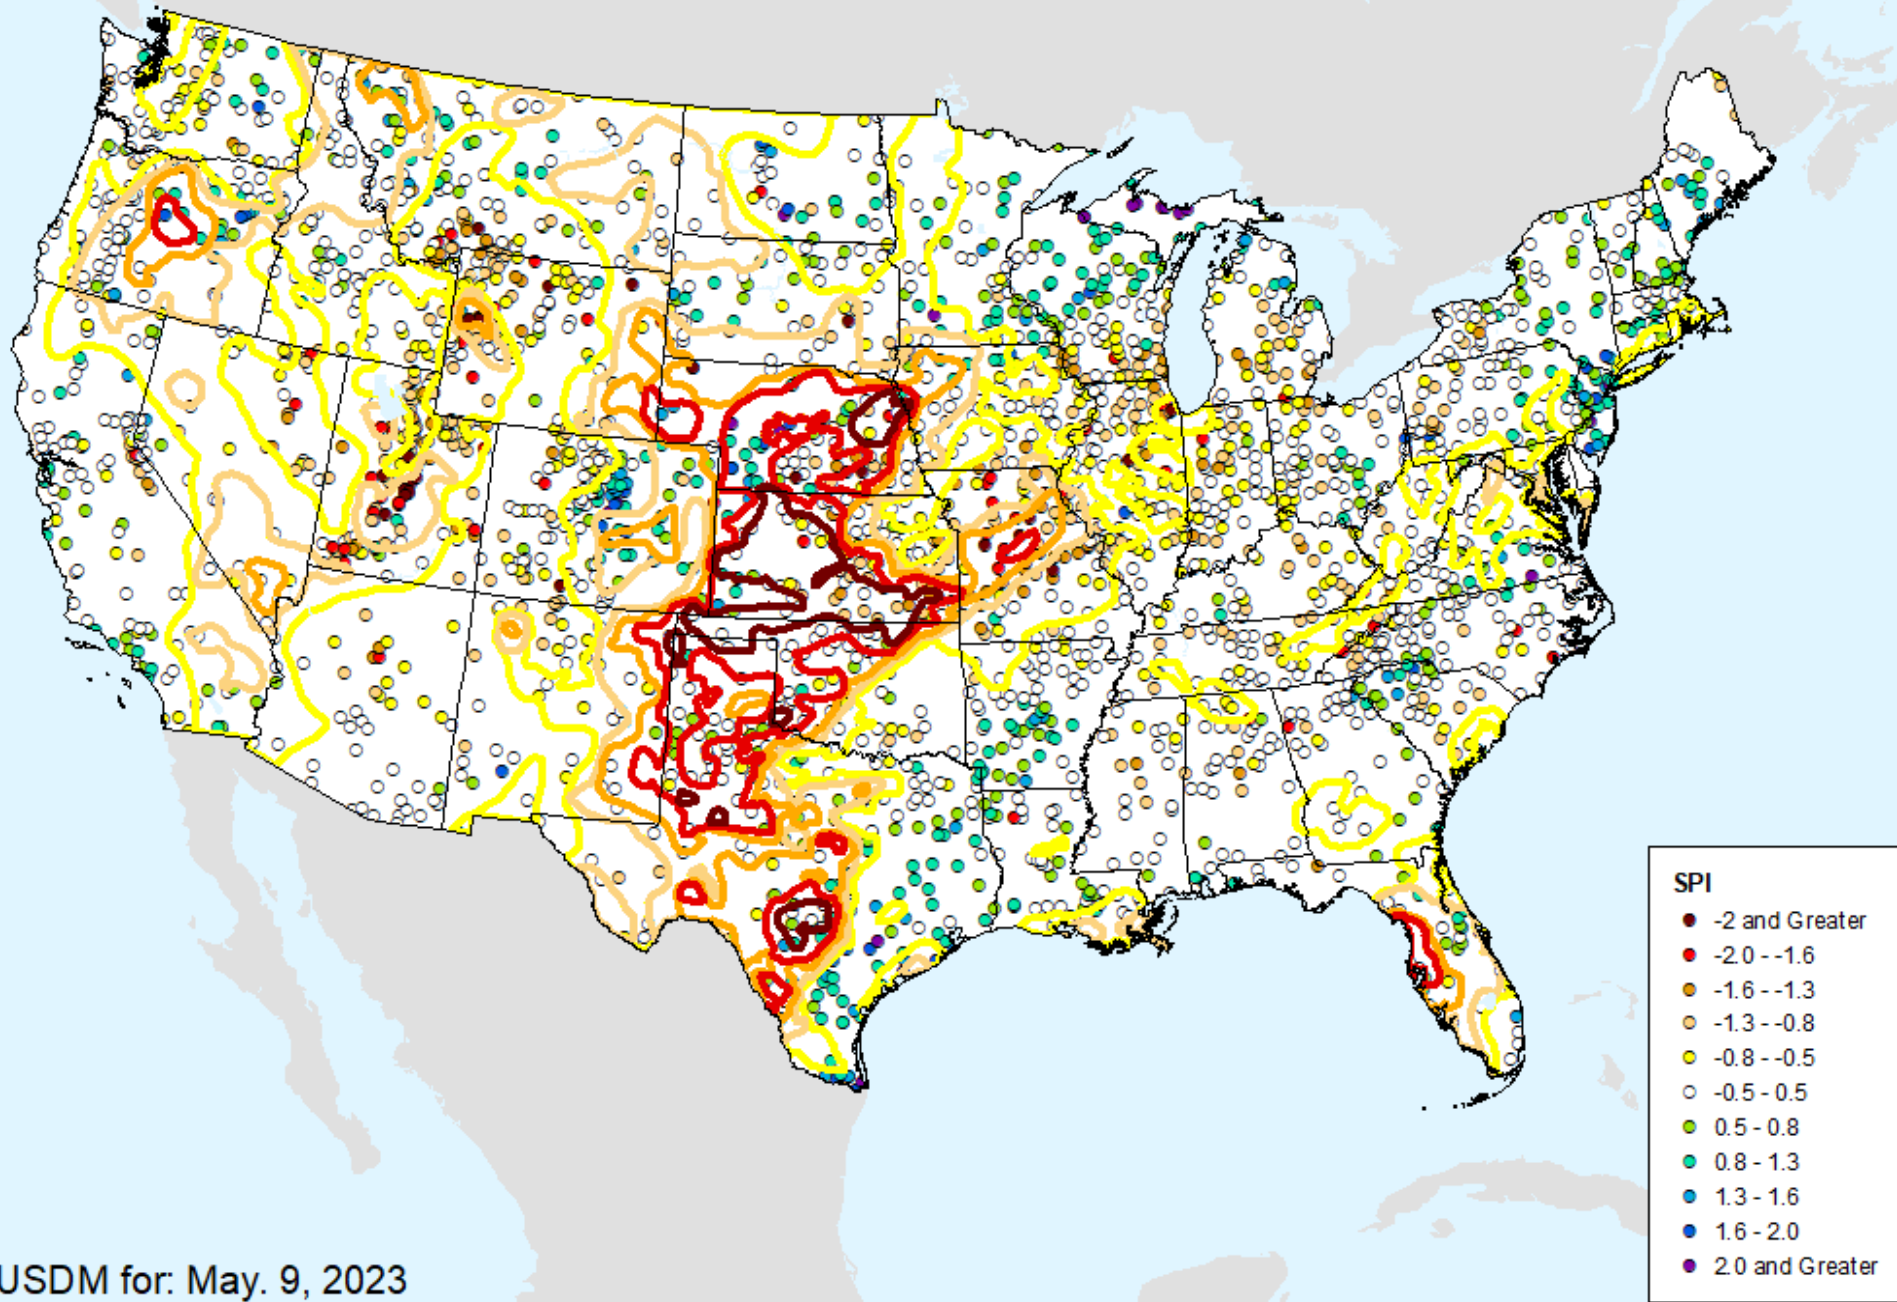 SPI
-2 and Greater
-2.0 - -1.6
-1.6 - -1.3
-1.3 - -0.8
-0.8 - -0.5
-0.5 - 0.5
0.5 - 0.8
0.8 - 1.3
1.3 - 1.6
1.6 - 2.0
2.0 and Greater
USDM for: May. 9, 2023